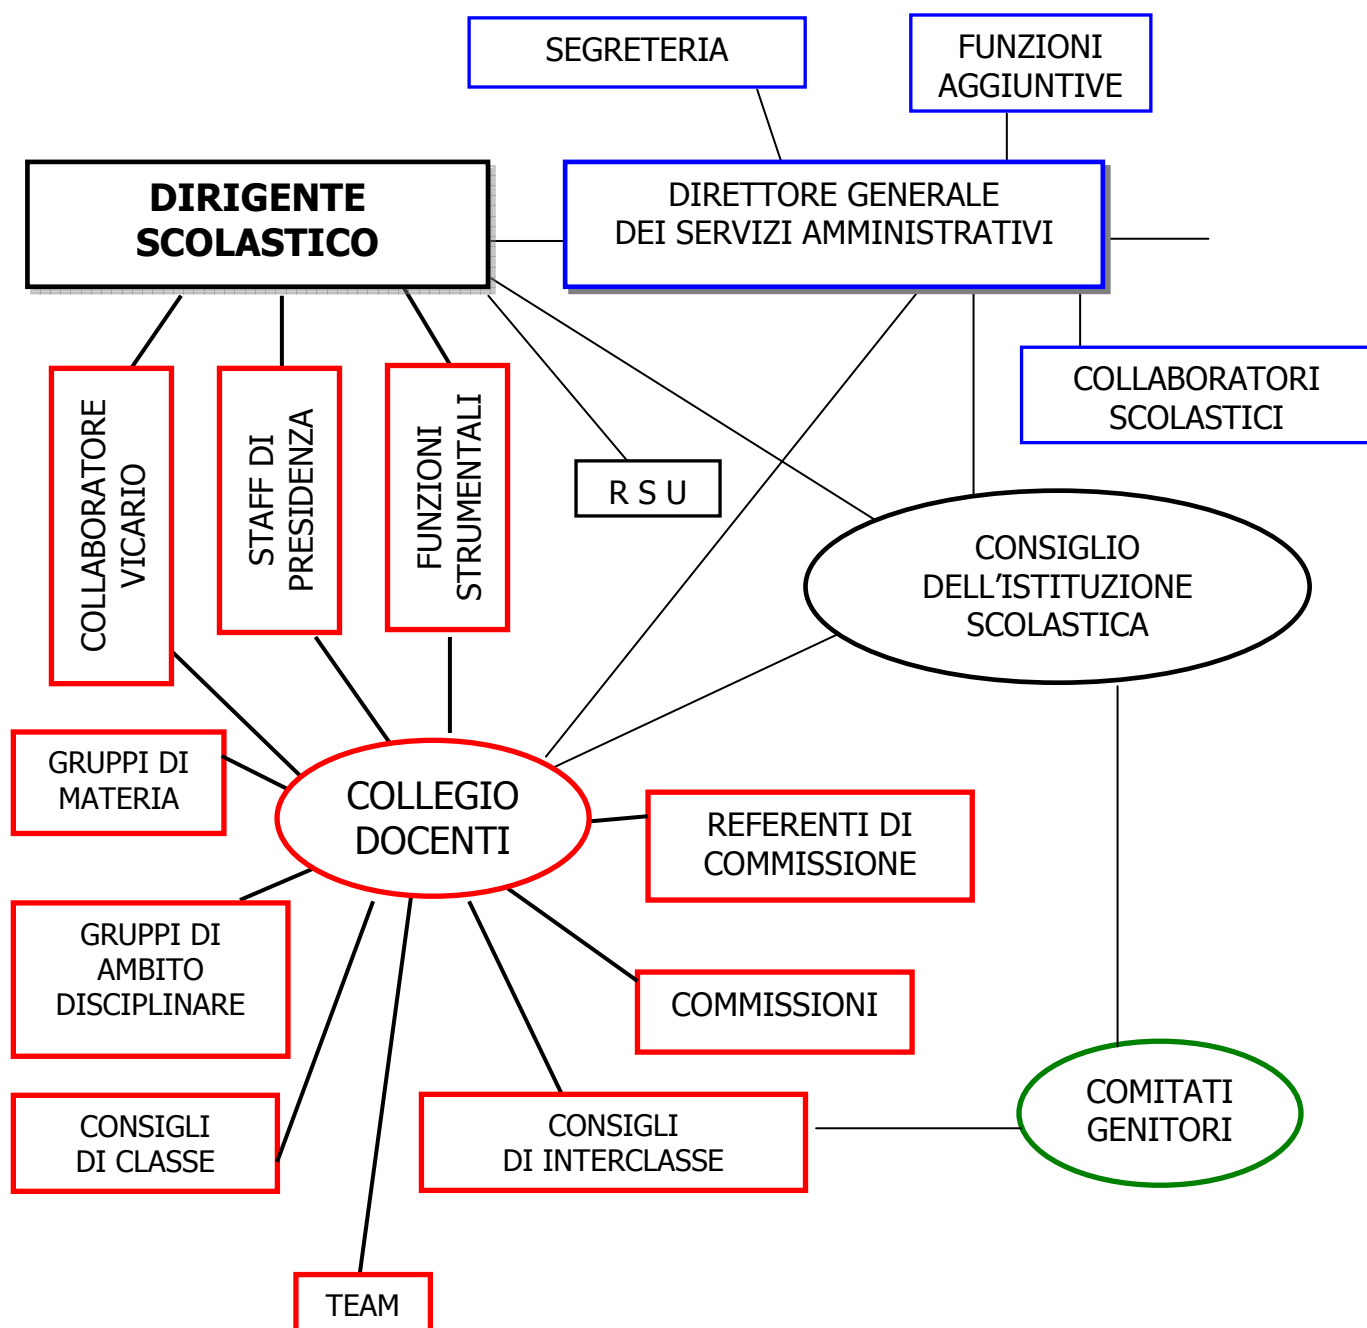 SEGRETERIA
FUNZIONI
AGGIUNTIVE
DIRIGENTE
SCOLASTICO
DIRETTORE GENERALE
DEI SERVIZI AMMINISTRATIVI
COLLABORATORE
VICARIO
STAFF DI
PRESIDENZA
FUNZIONI
STRUMENTALI
R S U
COLLABORATORI
SCOLASTICI
CONSIGLIO
DELL’ISTITUZIONE
SCOLASTICA
GRUPPI DI
MATERIA
COLLEGIO
DOCENTI
REFERENTI DI
COMMISSIONE
GRUPPI DI
AMBITO
DISCIPLINARE
COMMISSIONI
CONSIGLI
DI CLASSE
CONSIGLI
DI INTERCLASSE
COMITATI
GENITORI
TEAM